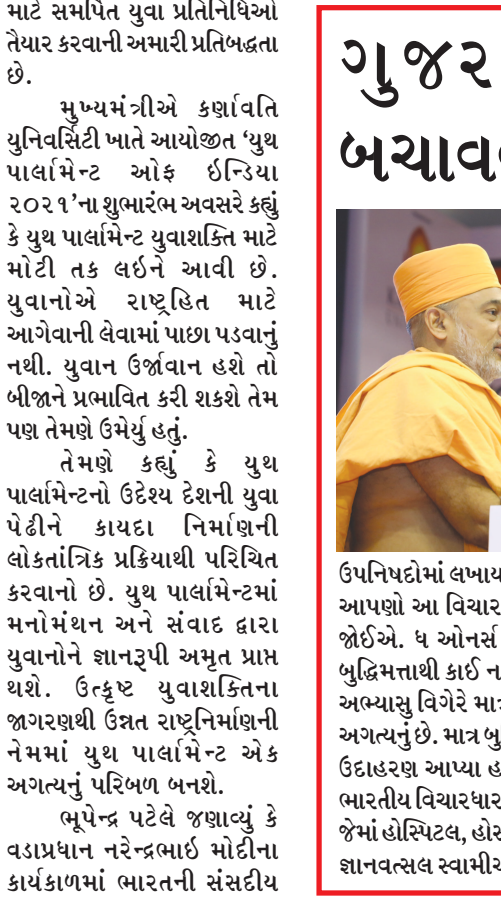 માટે સમર્પિત યુવા પ્રતિનિધિઓ
તૈયાર કરવાની અમારી પ્રતિબદ્ધતા
છે.
મુખ્યમંત્રીએ કર્ણાવતિ
યુનિવર્સિટી ખાતે આયોજીત ‘યુથ
પાર્લામેન્ટ ઓફ ઇન્ડિયા
૨૦૨૧’ના શુભારંભ અવસરે કહ્યું
કે યુથ પાર્લામેન્ટ યુવાશક્તિ માટે
મોટી તક લઇને આવી છે.
યુવાનોએ રાષ્ટ્રહિત માટે
આગેવાની લેવામાં પાછા પડવાનું
નથી. યુવાન ઉર્જાવાન હશે તો
બીજાને પ્રભાવિત કરી શકશે તેમ
પણ તેમણે ઉમેર્યુ હતું.
તેમણે કહ્યું કે યુથ
પાર્લામેન્ટનો ઉદેશ્ય દેશની યુવા
પેઢીને કાયદા નિર્માણની
લોકતાંત્રિક પ્રક્રિયાથી પરિચિત
કરવાનો છે. યુથ પાર્લામેન્ટમાં
મનોમંથન અને સંવાદ દ્વારા
યુવાનોને જ્ઞાનરૂપી અમૃત પ્રાપ્ત
થશે. ઉત્કૃષ્ટ યુવાશક્તિના
જાગરણથી ઉન્નત રાષ્ટ્રનિર્માણની
નેમમાં યુથ પાર્લામેન્ટ એક
અગત્યનું પરિબળ બનશે.
ભૂપેન્દ્ર પટેલે જણાવ્યું કે
વડાપ્રધાન નરેન્દ્રભાઇ મોદીના
કાર્યકાળમાં ભારતની સંસદીય
ગુજર
બચાવ
ઉપનિષદોમાં લખાય
આપણો આ વિચાર
જોઈએ. ધ ઓનર્સ
બુદ્ધિમત્તાથી કાઈ ન
અભ્યાસુ વિગેરે માત્ર
અગત્યનું છે. માત્ર બુ
ઉદાહરણ આપ્યા હ
ભારતીય વિચારધાર
જેમાં હોસ્પિટલ, હોસ
જ્ઞાનવત્સલ સ્વામીએ